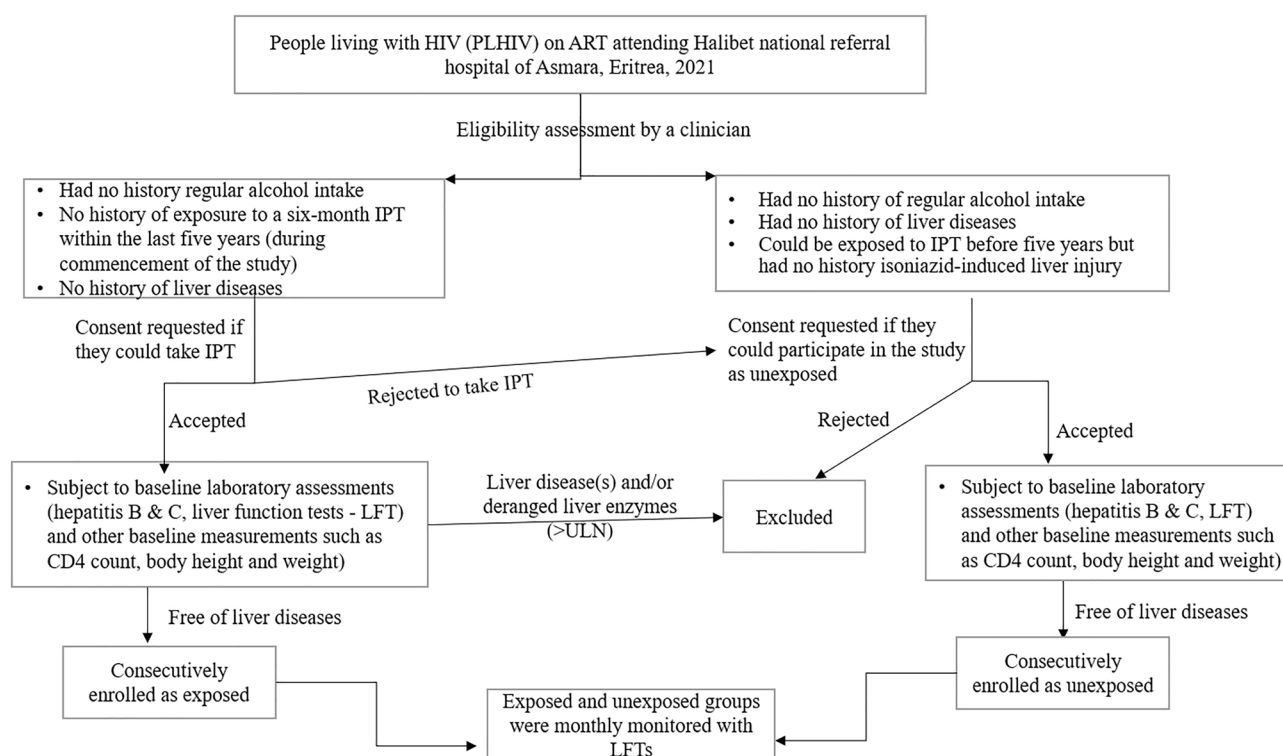 People living with HIV (PLHIV) on ART attending Halibet national referral
hospital of Asmara, Eritrea, 2021
Eligibility assessment by a clinician
• Had no history regular alcohol intake
• No history of exposure to a six-month IPT
within the last five years (during
commencement of the study)
• No history of liver diseases
• Had no history of regular alcohol intake
• Had no history of liver diseases
• Could be exposed to IPT before five years but
had no history isoniazid-induced liver injury
Consent requested if
they could take IPT
Consent requested if they
could participate in the study
as unexposed
Rejected to take IPT
Accepted
Rejected
Accepted
• Subject to baseline laboratory assessments
(hepatitis B & C, liver function tests - LFT)
and other baseline measurements such as
CD4 count, body height and weight)
Liver disease(s) and/or
deranged liver enzymes
(>ULN)
Excluded
• Subject to baseline laboratory
assessments (hepatitis B & C, LFT)
and other baseline measurements such
as CD4 count, body height and weight)
Free of liver diseases
Free of liver diseases
Consecutively
enrolled as exposed
Consecutively
enrolled as unexposed
Exposed and unexposed groups
were monthly monitored with
LFTs